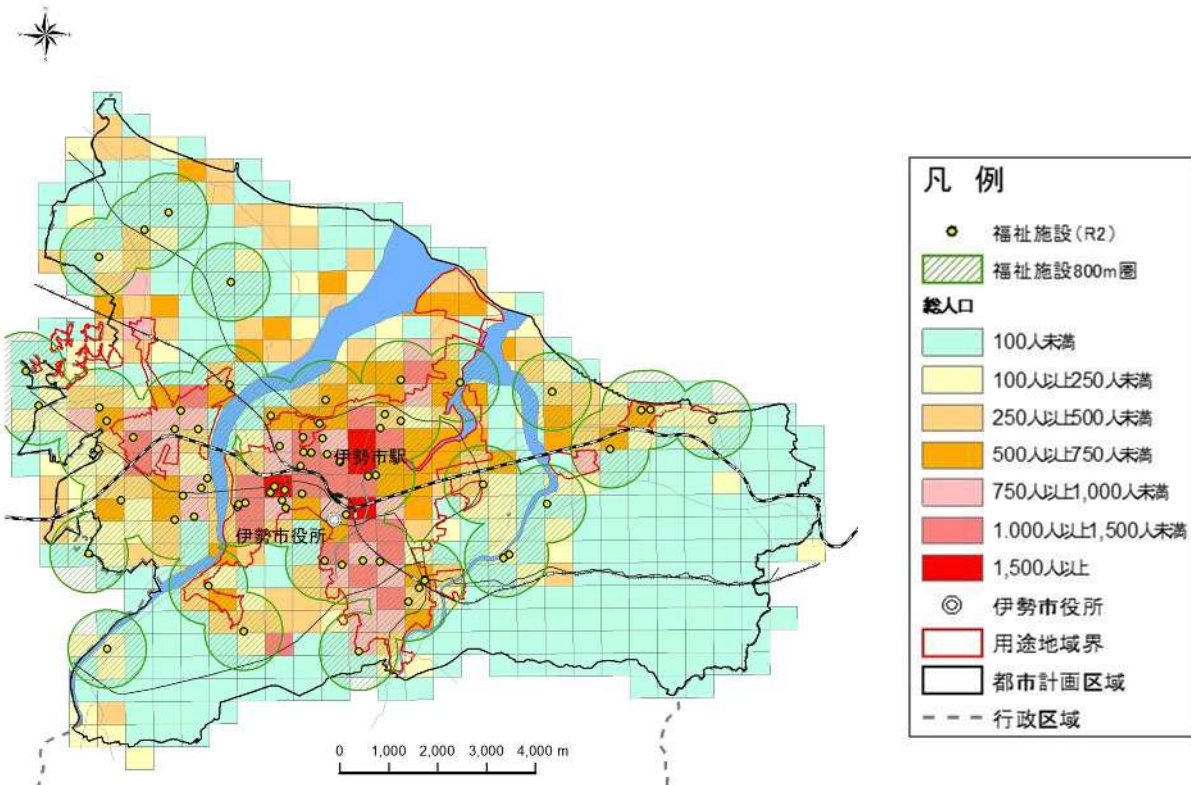 伊勢市駅
伊勢市役所
0 1,000 2,000 3,000 4,000 m
凡 例
福祉施設(R2)
福祉施設800m圏
総人口
100人未満
100人以上250人未満
250人以上500人未満
500人以上750人未満
750人以上1,000人未満
1.000人以上1,500人未満
1,500人以上
伊勢市役所
用途地域界
都市計画区域
行政区域